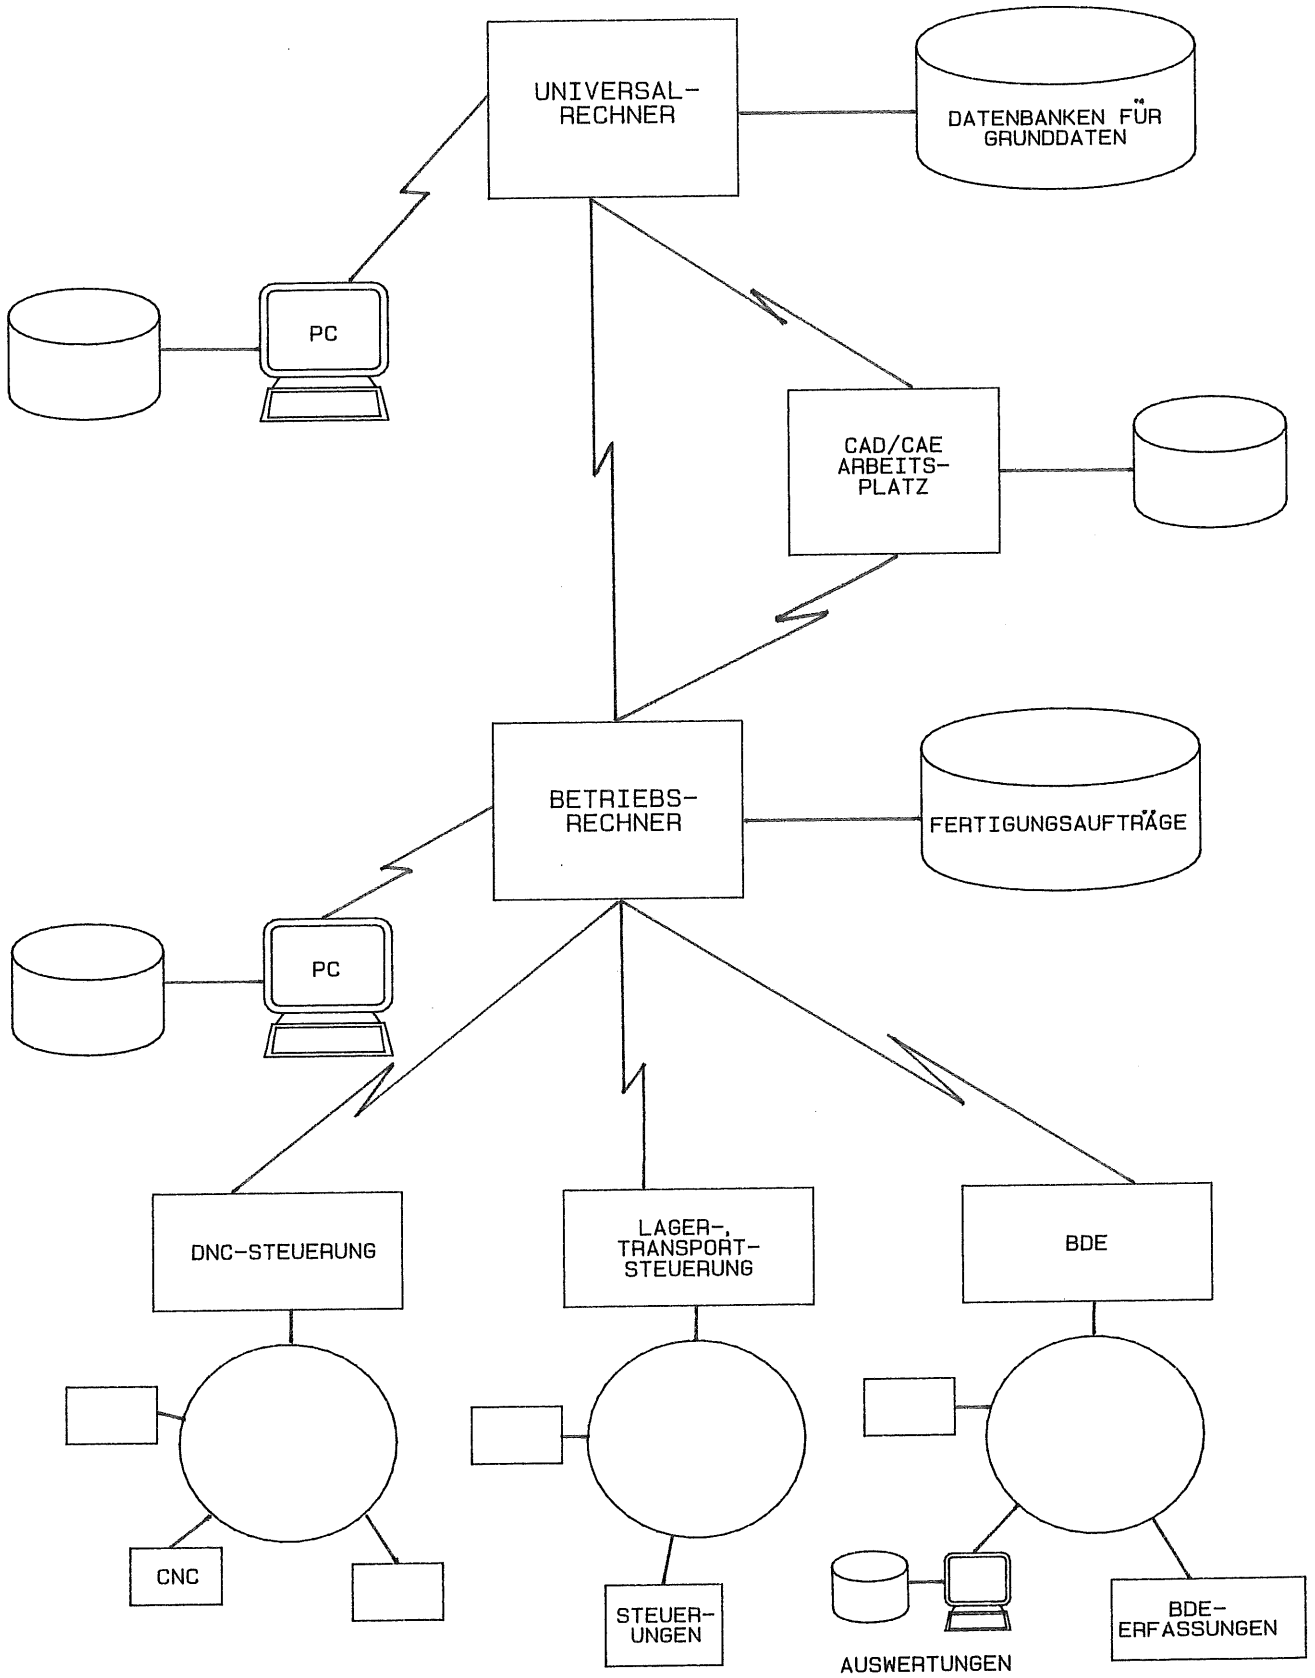 UNIVERSAL-
RECHNER
DATENBANKEN FÜR
GRUNDDATEN
PC
CAD/CAE
ARBEITS-
PLATZ
BETRIEBS-
RECHNER
FERTIGUNGSAUFTRÄGE
PC
DNC-STEUERUNG
LAGER-,
TRANSPORT-
STEUERUNG
BDE
CNC
STEUER-
UNGEN
AUSWERTUNGEN
BDE-
ERFASSUNGEN